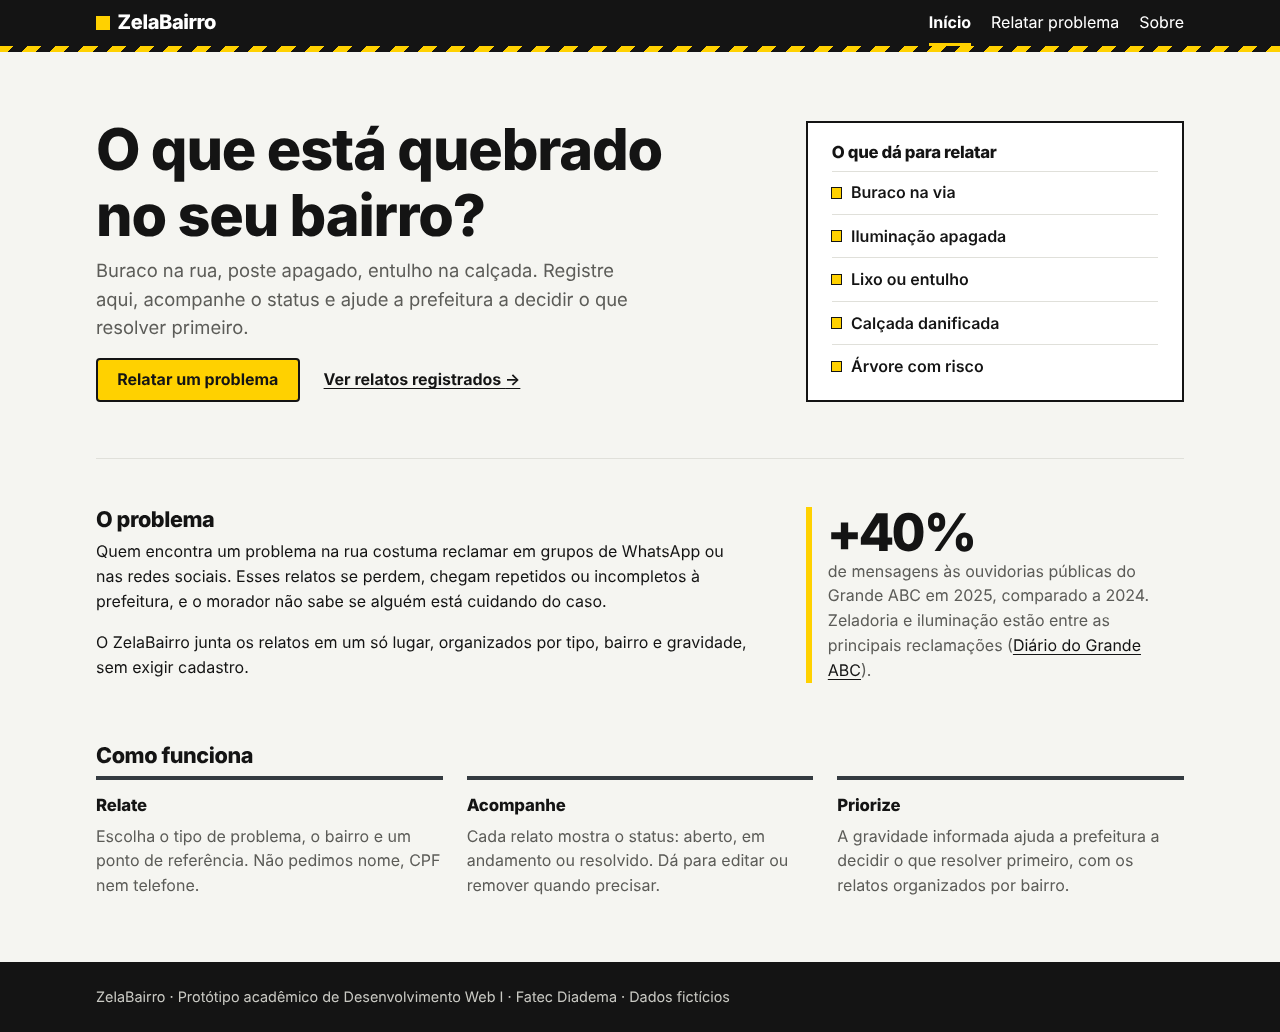 ZelaBairro
Início
Relatar problema
Sobre
O que está quebrado
no seu bairro?
Buraco na rua, poste apagado, entulho na calçada. Registre
aqui, acompanhe o status e ajude a prefeitura a decidir o que
resolver primeiro.
Relatar um problema
Ver relatos registrados →
O que dá para relatar
Buraco na via
Iluminação apagada
Lixo ou entulho
Calçada danificada
Árvore com risco
O problema
Quem encontra um problema na rua costuma reclamar em grupos de WhatsApp ou
nas redes sociais. Esses relatos se perdem, chegam repetidos ou incompletos à
prefeitura, e o morador não sabe se alguém está cuidando do caso.
O ZelaBairro junta os relatos em um só lugar, organizados por tipo, bairro e gravidade,
sem exigir cadastro.
+40%
de mensagens às ouvidorias públicas do
Grande ABC em 2025, comparado a 2024.
Zeladoria e iluminação estão entre as
principais reclamações (Diário do Grande
ABC).
Como funciona
Relate
Escolha o tipo de problema, o bairro e um
ponto de referência. Não pedimos nome, CPF
nem telefone.
Acompanhe
Cada relato mostra o status: aberto, em
andamento ou resolvido. Dá para editar ou
remover quando precisar.
Priorize
A gravidade informada ajuda a prefeitura a
decidir o que resolver primeiro, com os
relatos organizados por bairro.
ZelaBairro · Protótipo acadêmico de Desenvolvimento Web I · Fatec Diadema · Dados fictícios